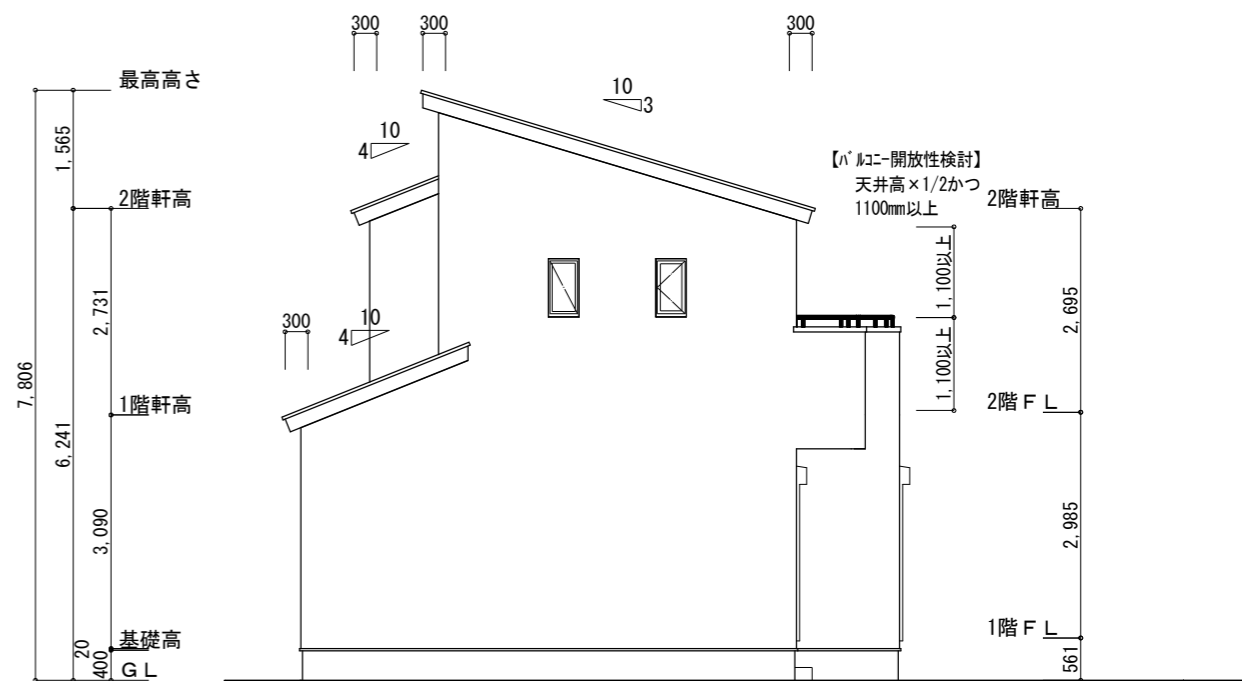 300
300
300
最高高さ
10
3
1,565
10
4
【ﾊﾞﾙｺﾆｰ開放性検討】
天井高×1/2かつ
1100mm以上
2階軒高
2階軒高
1,100以上
2,731
2,695
300
10
4
1,100以上
7,806
1階軒高
2階ＦＬ
6,241
3,090
2,985
基礎高
1階ＦＬ
20
400
ＧＬ
561